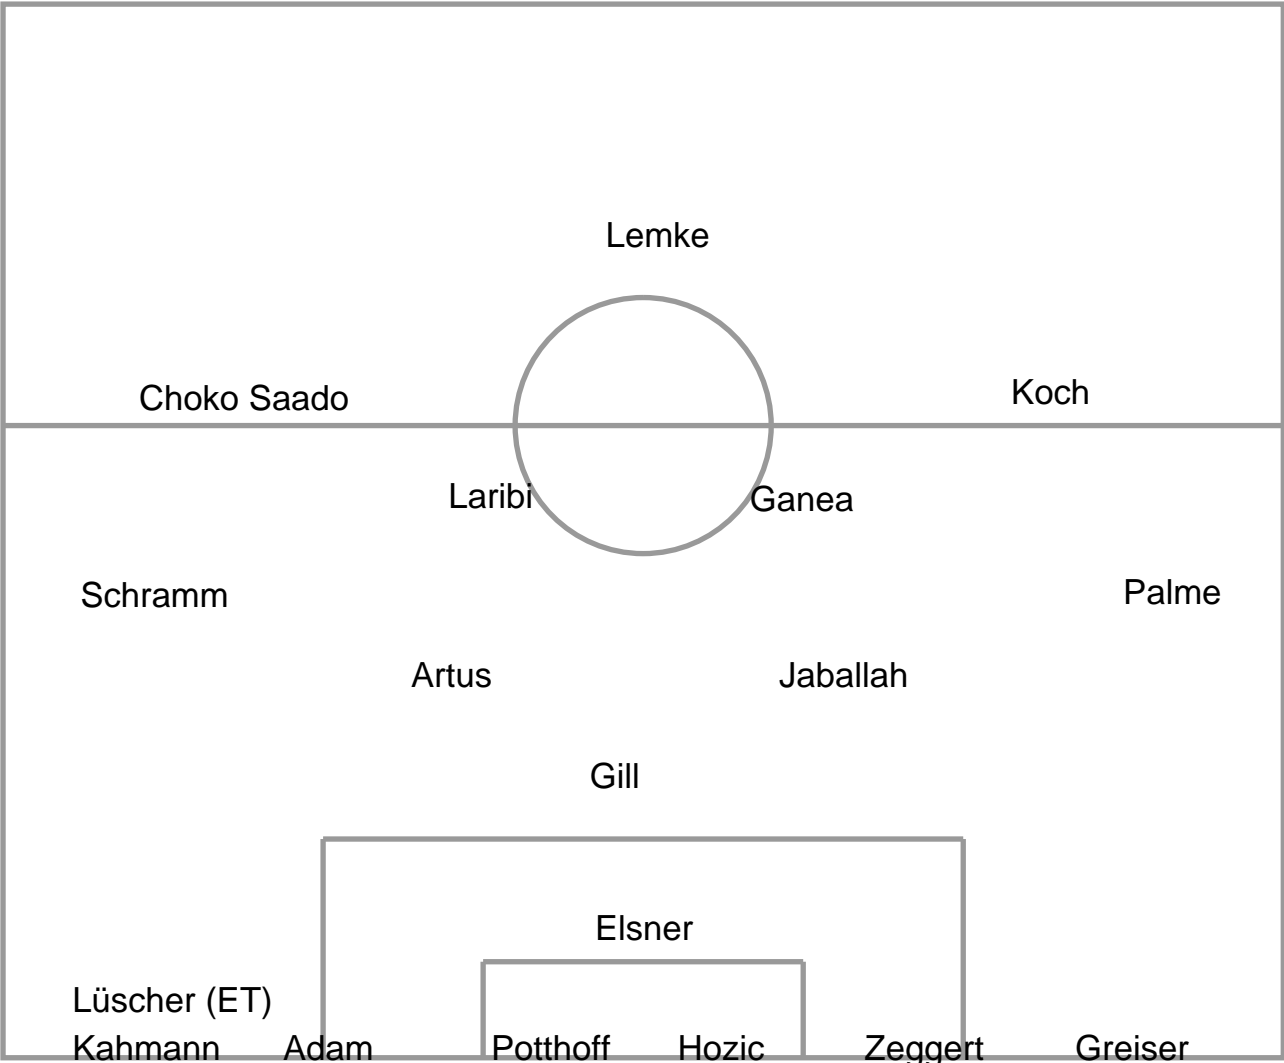 Lemke
Choko Saado Koch
Laribi Ganea
Schramm Palme
Artus Jaballah
Gill
Elsner
Lüscher (ET)
Kahmann Adam Potthoff Hozic Zeggert Greiser